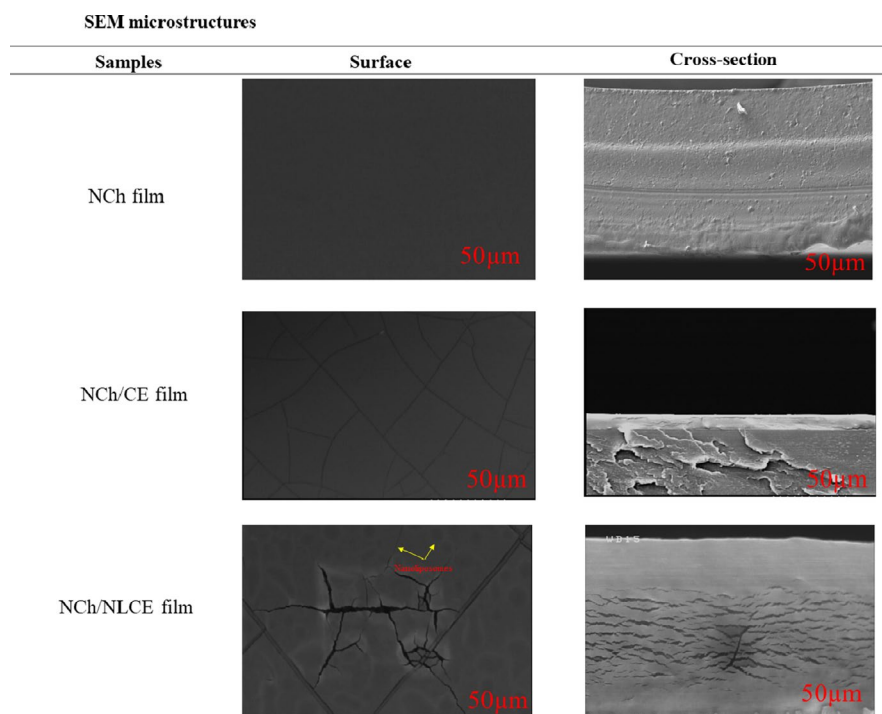 SEM microstructures
Samples Surface Cross-section
NCh film
50µm
50µm
NCh/CE film
50µm
50µm
NCh/NLCE film
WD15
50µm
50µm